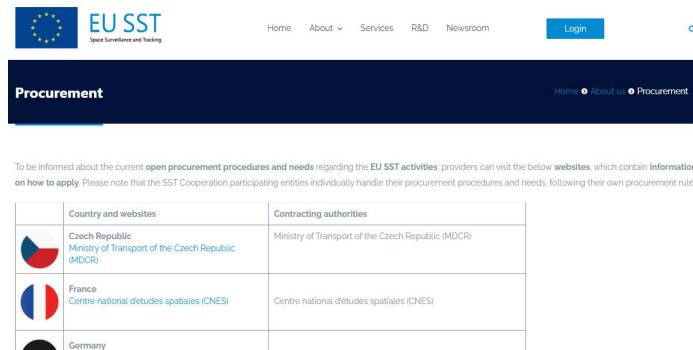 EU SST
Space Surveillance and Tracking
Home About Services R&D Newsroom Login
Procurement
Home About us Procurement
To be informed about the current open procurement procedures and needs regarding the EU SST activities, providers can visit the below websites, which contain information
on how to apply. Please note that the SST Cooperation participating entities individually handle their procurement procedures and needs, following their own procurement rule
Country and websites Contracting authorities
Czech Republic Ministry of Transport of the Czech Republic (MDCR)
Ministry of Transport of the Czech Republic
(MDCR)
France
Centre national d'études spatiales (CNES) Centre national d'études spatiales (CNES)
Germany